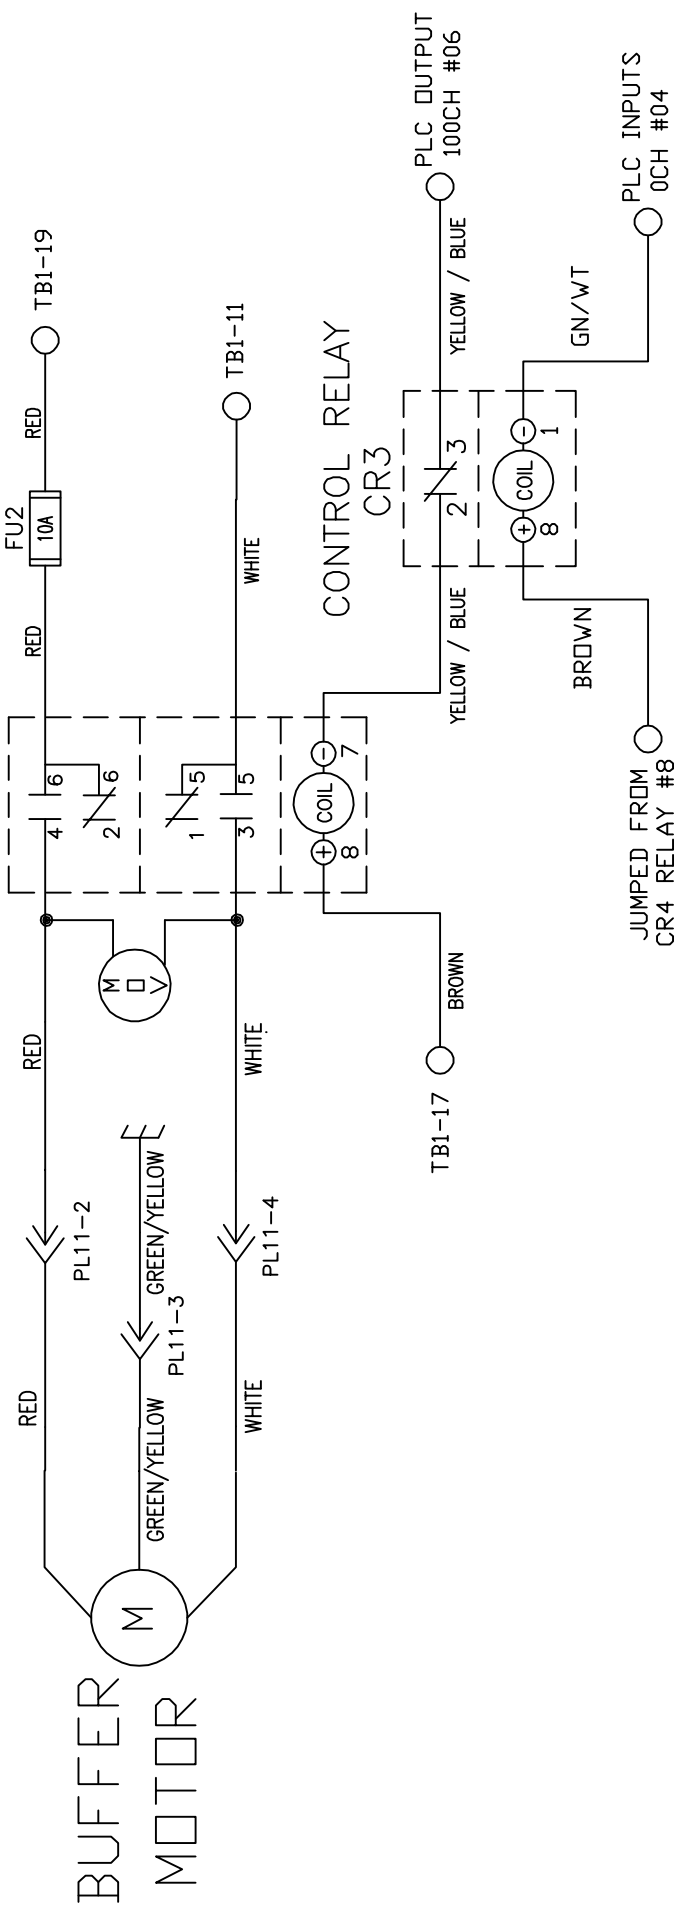 BUFFER
MOTOR
M
RED
WHITE
GREEN/YELLOW
PL11-2
PL11-3
PL11-4
GREEN/YELLOW
RED
WHITE
MOV
4
6
2
6
1
5
3
5
8
+
COIL
-
7
RED
FU2
10A
RED
TB1-19
WHITE
TB1-11
TB1-17
BROWN
CONTROL RELAY
CR3
YELLOW / BLUE
2
3
YELLOW / BLUE
PLC OUTPUT
100CH #06
8
+
COIL
-
1
BROWN
JUMPED FROM
CR4 RELAY #8
GN/WT
PLC INPUTS
0CH #04